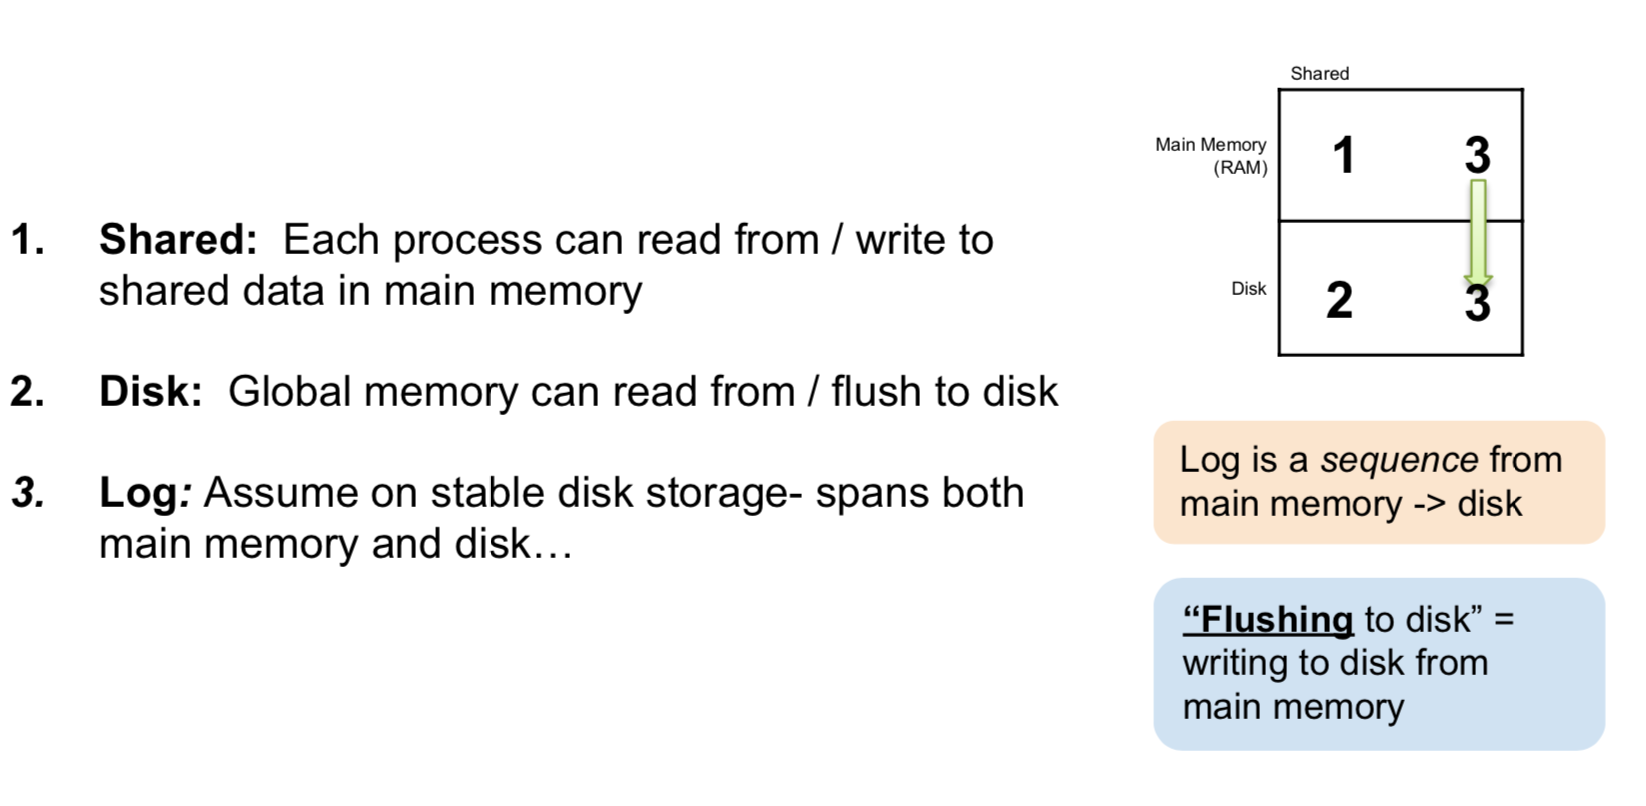 1. Shared: Each process can read from / write to
shared data in main memory
2. Disk: Global memory can read from / flush to disk
3. Log: Assume on stable disk storage- spans both
main memory and disk…
Shared
Main Memory
(RAM)
1 3
Disk
2 3
Log is a sequence from
main memory -> disk
“Flushing to disk” =
writing to disk from
main memory